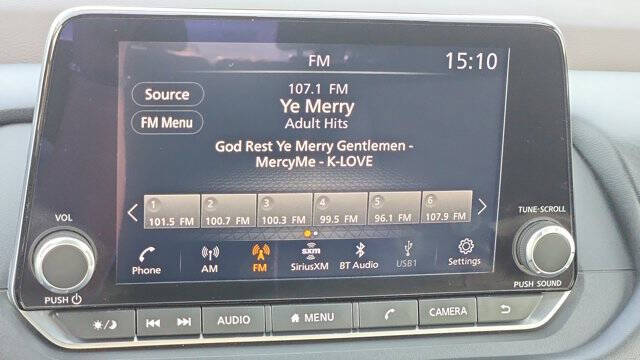 FM
15:10
Source
FM Menu
107.1 FM
Ye Merry
Adult Hits
God Rest Ye Merry Gentlemen -
MercyMe - K-LOVE
1 2 3 4 5 6
101.5 FM 100.7 FM 100.3 FM 99.5 FM 96.1 FM 107.9 FM
VOL
TUNE-SCROLL
sxm
Phone AM FM SiriusXM BT Audio USB1 Settings
PUSH
PUSH SOUND
AUDIO MENU CAMERA